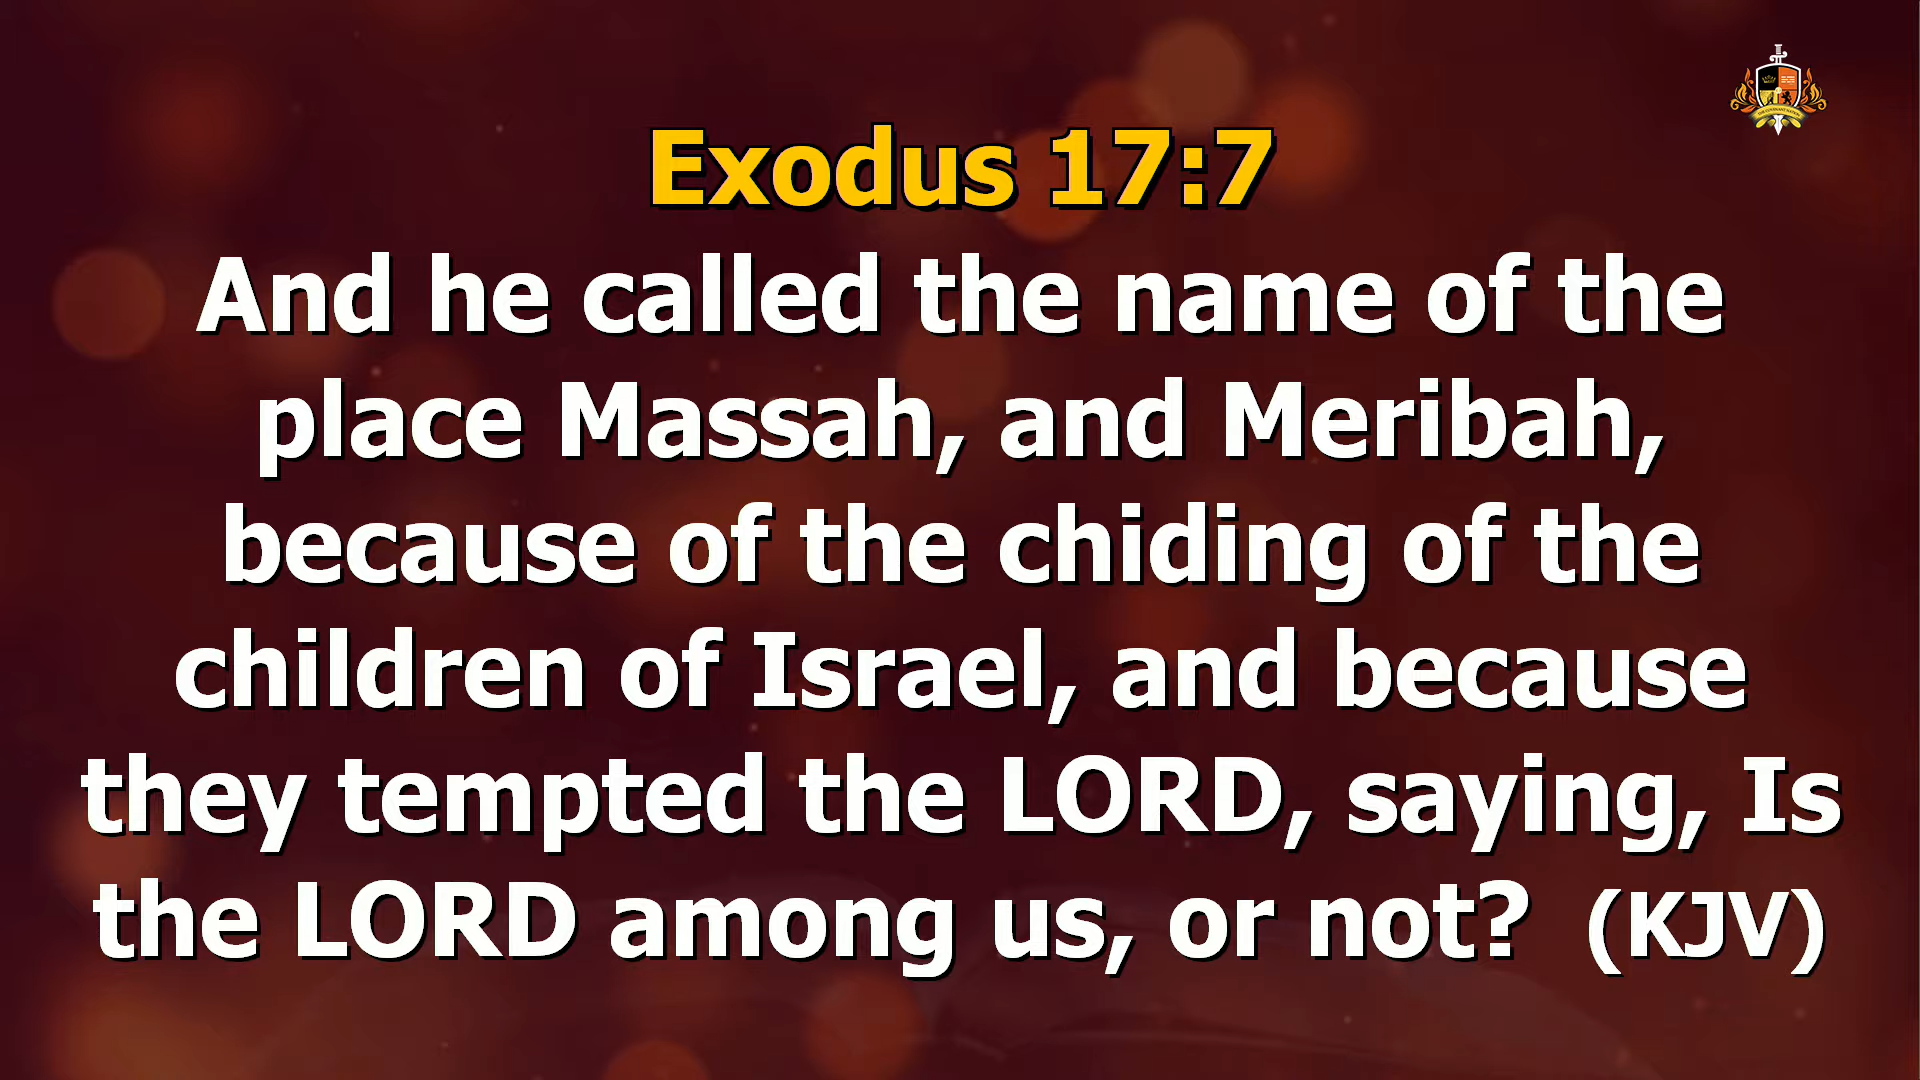 Exodus 17:7
And he called the name of the
place Massah, and Meribah,
because of the chiding of the
children of Israel, and because
they tempted the LORD, saying, Is
the LORD among us, or not? (KJV)